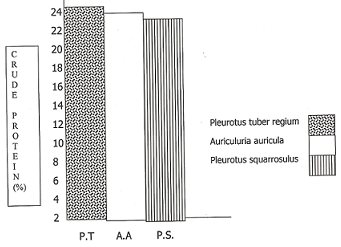 24
22
20
18
16
14
12
10
8
6
4
2
CRUDE PROTEIN (%)
P.T A.A P.S.
Pleurotus tuber regium
Auriculuria auricula
Pleurotus squarrosulus